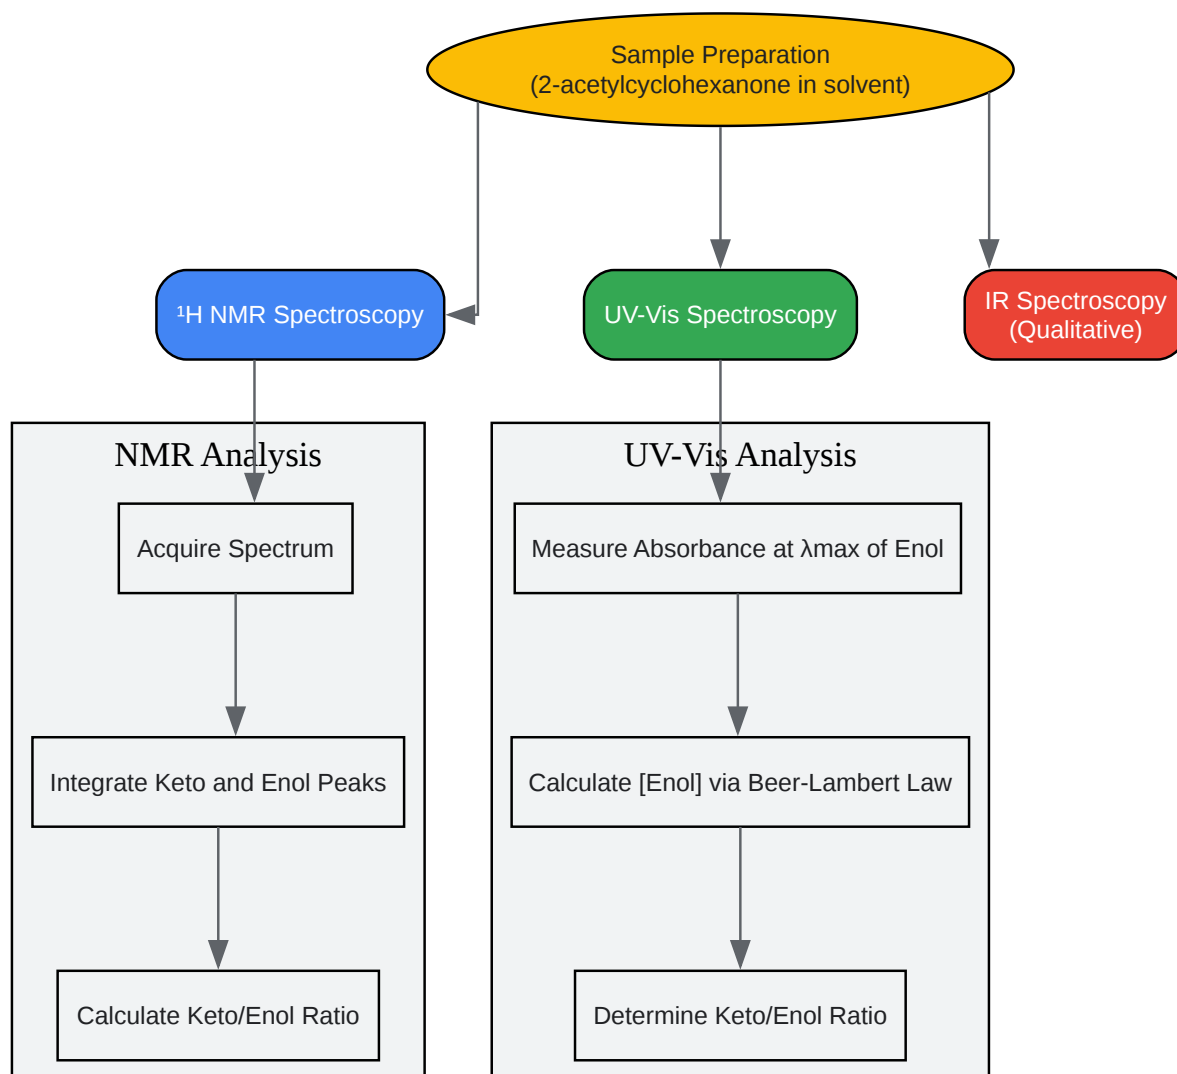 Sample Preparation
(2-acetylcyclohexanone in solvent)
¹H NMR Spectroscopy
UV-Vis Spectroscopy
IR Spectroscopy
(Qualitative)
NMR Analysis
Acquire Spectrum
Integrate Keto and Enol Peaks
Calculate Keto/Enol Ratio
UV-Vis Analysis
Measure Absorbance at λmax of Enol
Calculate [Enol] via Beer-Lambert Law
Determine Keto/Enol Ratio